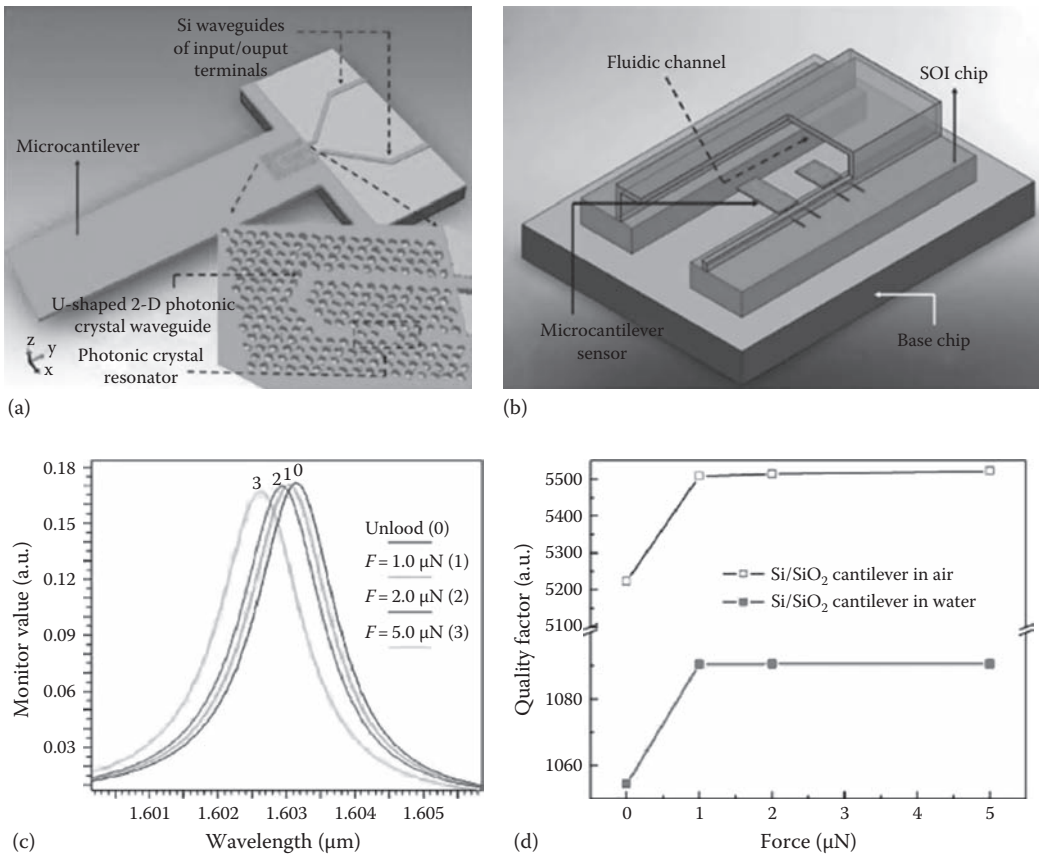 Si waveguides
of input/ouput
terminals
Microcantilever
U-shaped 2-D photonic
crystal waveguide
Photonic crystal
resonator
z
y
x
(a)
Fluidic channel
SOI chip
Microcantilever
sensor
Base chip
(b)
3 2 1 0
Unlood (0)
F = 1.0 μN (1)
F = 2.0 μN (2)
F = 5.0 μN (3)
Monitor value (a.u.)
0.18
0.15
0.12
0.09
0.06
0.03
1.601 1.602 1.603 1.604 1.605
Wavelength (μm)
(c)
Quality factor (a.u.)
5500
5400
5300
5200
5100
1080
1060
Si/SiO₂ cantilever in air
Si/SiO₂ cantilever in water
0 1 2 3 4 5
Force (μN)
(d)